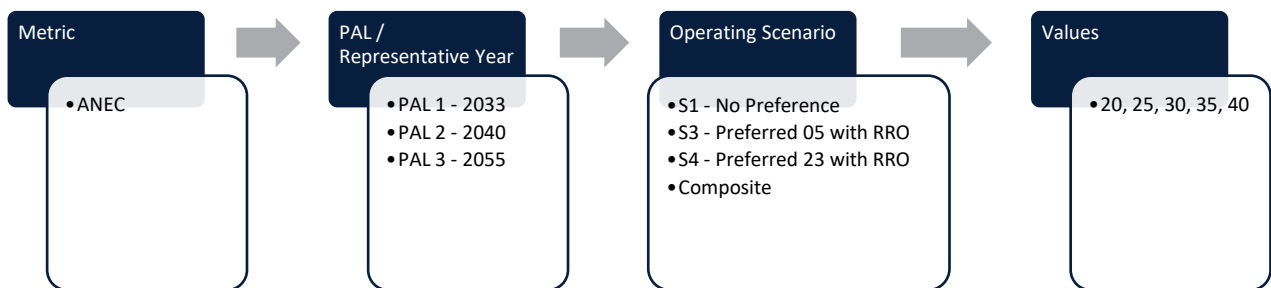 Metric
•ANEC
PAL /
Representative Year
•PAL 1 - 2033
•PAL 2 - 2040
•PAL 3 - 2055
Operating Scenario
•S1 - No Preference
•S3 - Preferred 05 with RRO
•S4 - Preferred 23 with RRO
•Composite
Values
•20, 25, 30, 35, 40